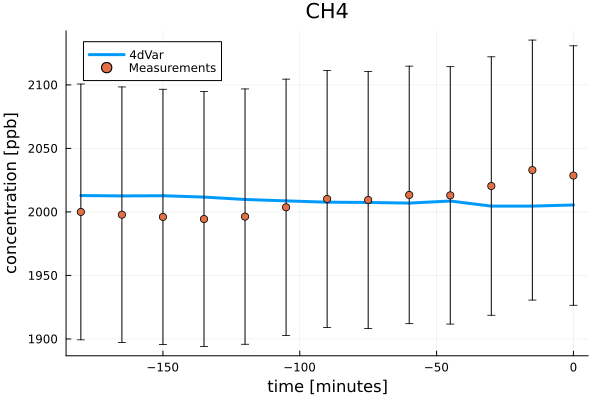 CH4
4dVar
Measurements
concentration [ppb]
2100
2050
2000
1950
1900
−150
−100
−50
0
time [minutes]